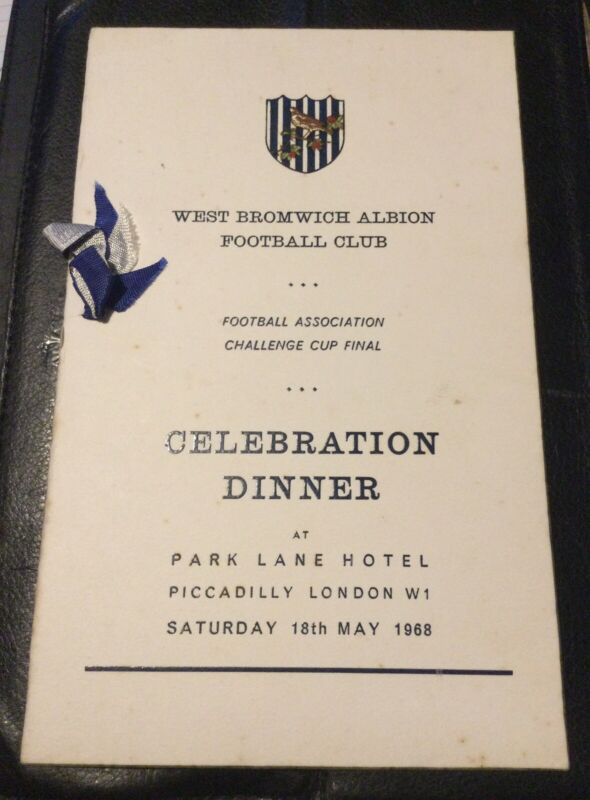 WEST BROMWICH ALBION
FOOTBALL CLUB
FOOTBALL ASSOCIATION
CHALLENGE CUP FINAL
CELEBRATION
DINNER
AT
PARK LANE HOTEL
PICCADILLY LONDON W1
SATURDAY 18th MAY 1968